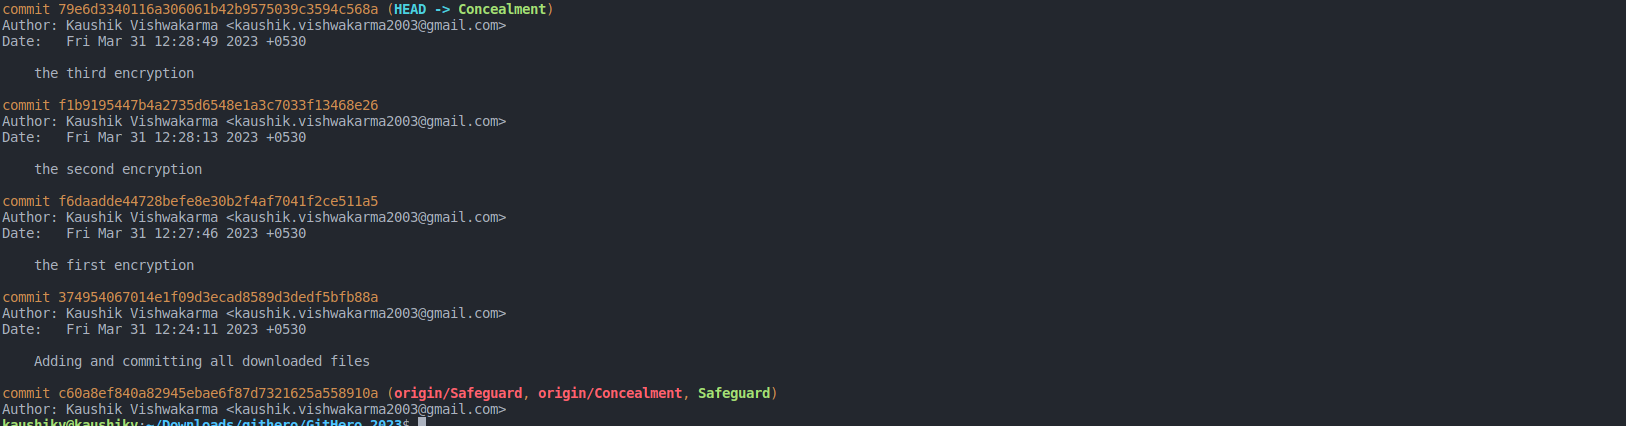 commit 79e6d3340116a306061b42b9575039c3594c568a (HEAD -> Concealment)
Author: Kaushik Vishwakarma <kaushik.vishwakarma2003@gmail.com>
Date:   Fri Mar 31 12:28:49 2023 +0530
the third encryption
commit f1b9195447b4a2735d6548e1a3c7033f13468e26
Author: Kaushik Vishwakarma <kaushik.vishwakarma2003@gmail.com>
Date:   Fri Mar 31 12:28:13 2023 +0530
the second encryption
commit f6daadde44728befe8e30b2f4af7041f2ce511a5
Author: Kaushik Vishwakarma <kaushik.vishwakarma2003@gmail.com>
Date:   Fri Mar 31 12:27:46 2023 +0530
the first encryption
commit 374954067014e1f09d3ecad8589d3dedf5bfb88a
Author: Kaushik Vishwakarma <kaushik.vishwakarma2003@gmail.com>
Date:   Fri Mar 31 12:24:11 2023 +0530
Adding and committing all downloaded files
commit c60a8ef840a82945ebae6f87d7321625a558910a (origin/Safeguard, origin/Concealment, Safeguard)
Author: Kaushik Vishwakarma <kaushik.vishwakarma2003@gmail.com>
kaushikv@kaushikv:~/Downloads/githero/GitHero_2023$